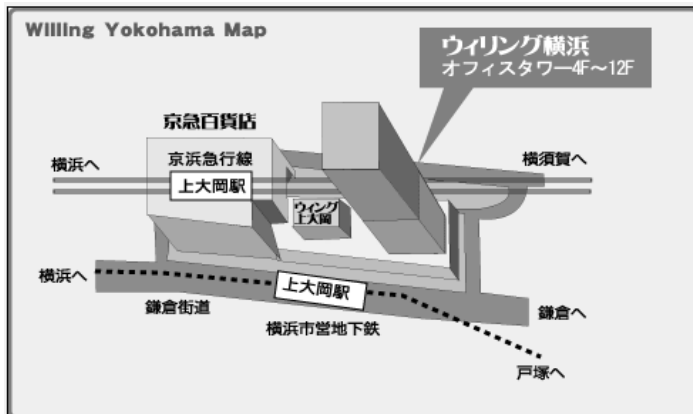 Willing Yokohama Map
ウィリング横浜
オフィスタワー4F～12F
京急百貨店
横浜へ
京浜急行線
横須賀へ
上大岡駅
ウィング
上大岡
横浜へ
上大岡駅
鎌倉街道
鎌倉へ
横浜市営地下鉄
戸塚へ